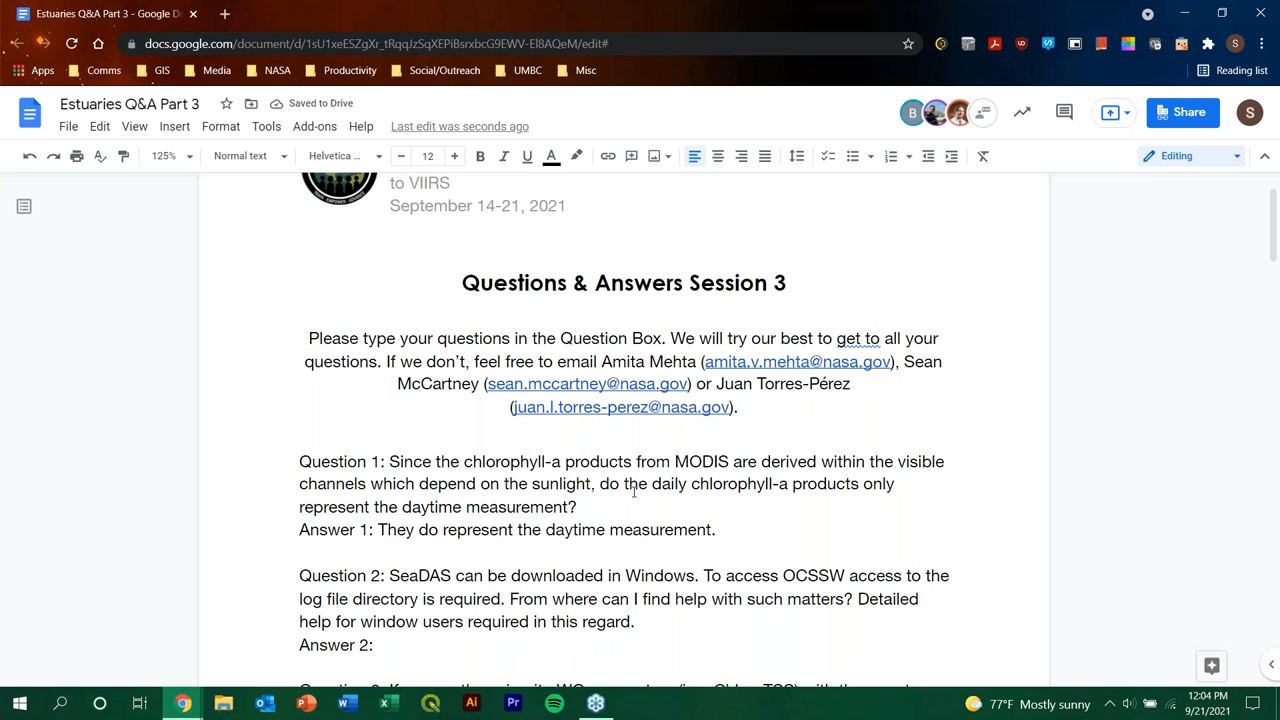 Estuaries Q&A Part 3 - Google D
docs.google.com/document/d/1sU1xeESZgXr_tRqqJzSqXEPiBsrxbcG9EWV-El8AQeM/edit#
Apps Comms GIS Media NASA Productivity Social/Outreach UMBC Misc Reading list
Estuaries Q&A Part 3 Saved to Drive
File Edit View Insert Format Tools Add-ons Help Last edit was seconds ago
Share
125% Normal text Helvetica ... 12 Editing
to VIIRS
September 14-21, 2021
Questions & Answers Session 3
Please type your questions in the Question Box. We will try our best to get to all your
questions. If we don't, feel free to email Amita Mehta (amita.v.mehta@nasa.gov), Sean
McCartney (sean.mccartney@nasa.gov) or Juan Torres-Pérez
(juan.l.torres-perez@nasa.gov).
Question 1: Since the chlorophyll-a products from MODIS are derived within the visible
channels which depend on the sunlight, do the daily chlorophyll-a products only
represent the daytime measurement?
Answer 1: They do represent the daytime measurement.
Question 2: SeaDAS can be downloaded in Windows. To access OCSSW access to the
log file directory is required. From where can I find help with such matters? Detailed
help for window users required in this regard.
Answer 2:
77°F Mostly sunny
12:04 PM
9/21/2021